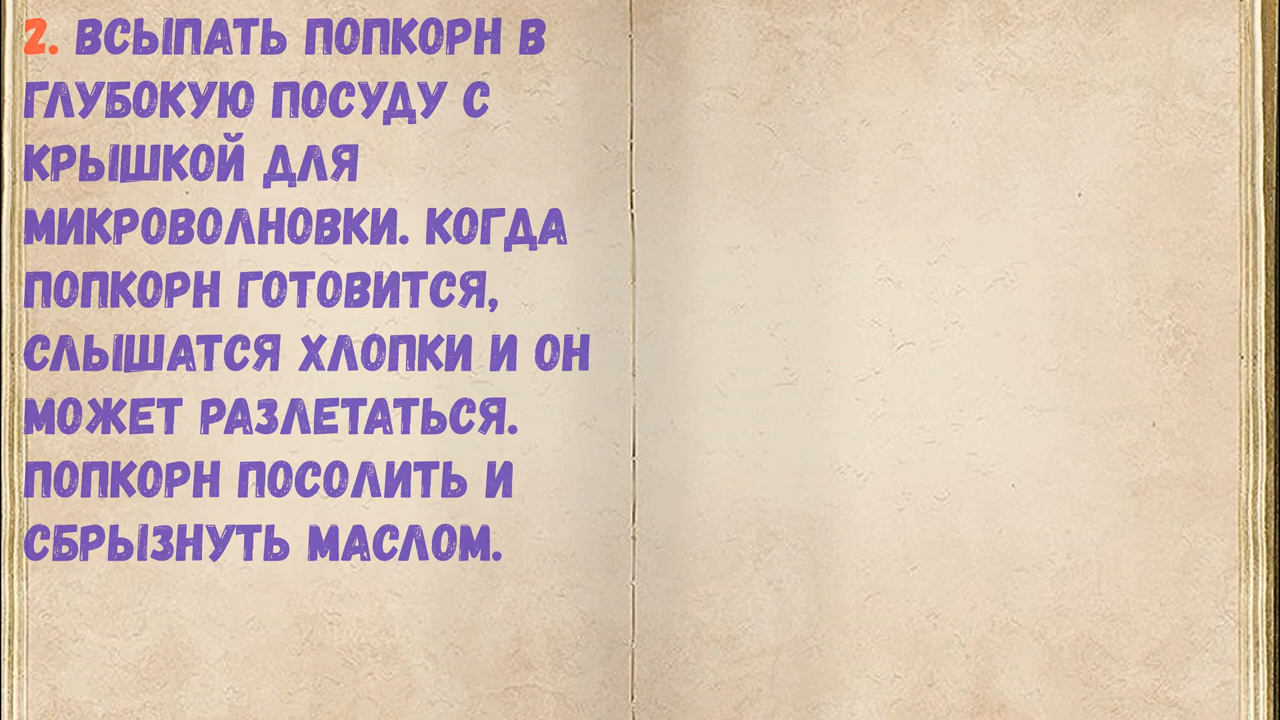 2. ВСЫПАТЬ ПОПКОРН В
ГЛУБОКУЮ ПОСУДУ С
КРЫШКОЙ ДЛЯ
МИКРОВОЛНОВКИ. КОГДА
ПОПКОРН ГОТОВИТСЯ,
СЛЫШАТСЯ ХЛОПКИ И ОН
МОЖЕТ РАЗЛЕТАТЬСЯ.
ПОПКОРН ПОСОЛИТЬ И
СБРЫЗНУТЬ МАСЛОМ.